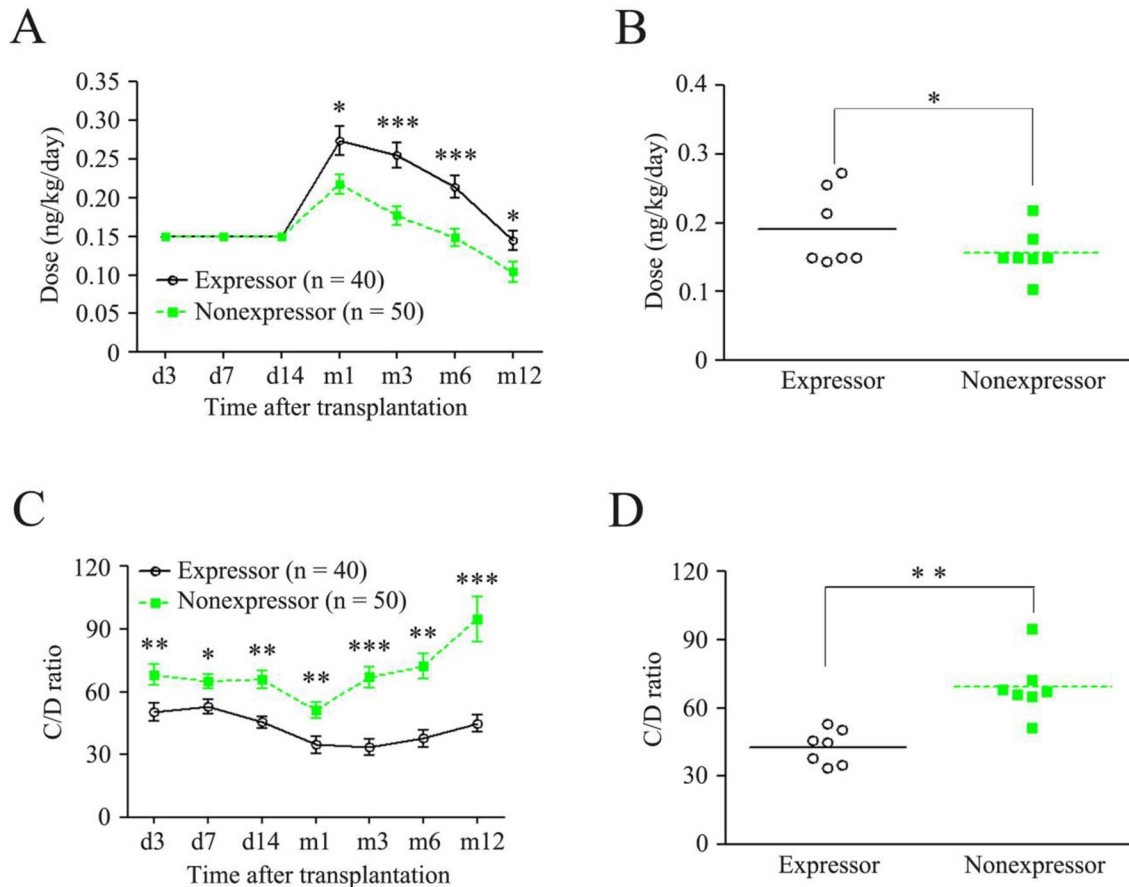 A
0.35
0.30
0.25
0.20
0.15
0.10
0.05
0
Dose (ng/kg/day)
*
***
***
*
Expressor (n = 40)
Nonexpressor (n = 50)
d3 d7 d14 m1 m3 m6 m12
Time after transplantation
B
0.4
0.3
0.2
0.1
0
Dose (ng/kg/day)
*
Expressor Nonexpressor
C
120
90
60
30
0
C/D ratio
Expressor (n = 40)
Nonexpressor (n = 50)
**
*
**
**
***
**
***
d3 d7 d14 m1 m3 m6 m12
Time after transplantation
D
120
90
60
30
0
C/D ratio
* *
Expressor Nonexpressor